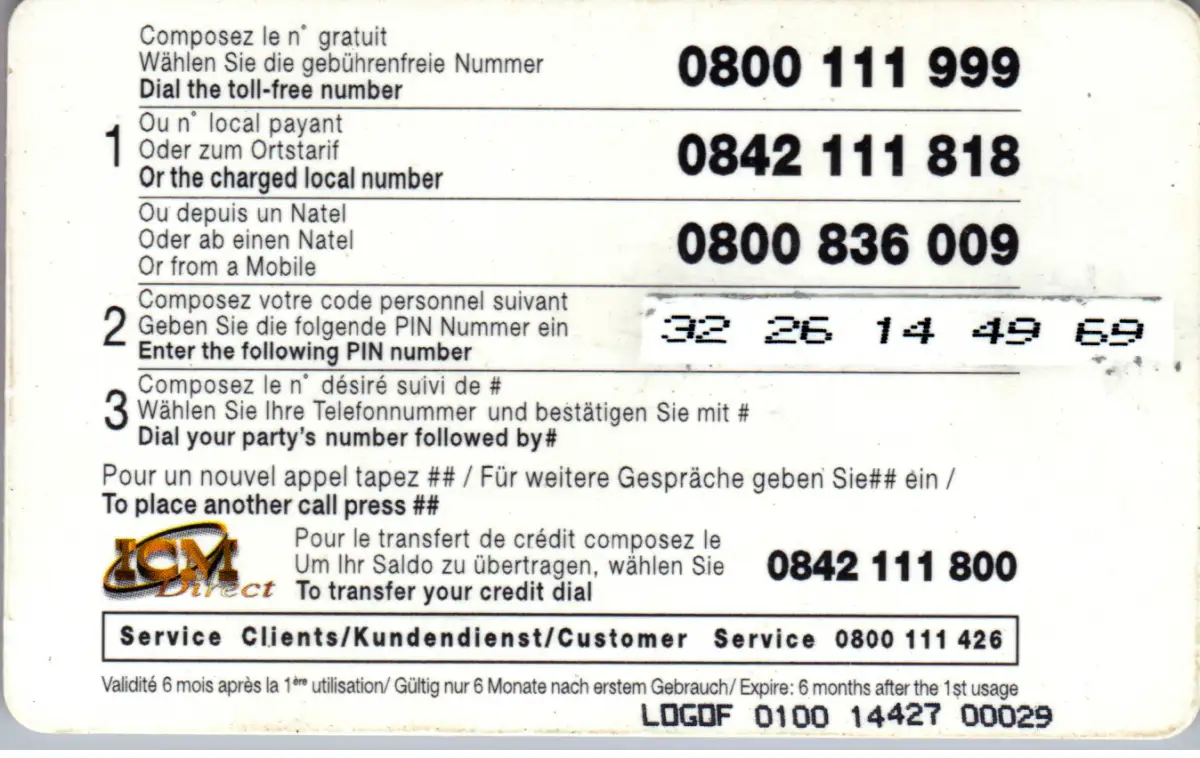 Composez le n° gratuit
Wählen Sie die gebührenfreie Nummer
Dial the toll-free number
0800 111 999
1
Ou n° local payant
Oder zum Ortstarif
Or the charged local number
0842 111 818
Ou depuis un Natel
Oder ab einen Natel
Or from a Mobile
0800 836 009
2
Composez votre code personnel suivant
Geben Sie die folgende PIN Nummer ein
Enter the following PIN number
32 26 14 49 69
3
Composez le n° désiré suivi de #
Wählen Sie Ihre Telefonnummer und bestätigen Sie mit #
Dial your party's number followed by#
Pour un nouvel appel tapez ## / Für weitere Gespräche geben Sie## ein /
To place another call press ##
ICM
Direct
Pour le transfert de crédit composez le
Um Ihr Saldo zu übertragen, wählen Sie
To transfer your credit dial
0842 111 800
Service Clients/Kundendienst/Customer Service 0800 111 426
Validité 6 mois après la 1ère utilisation/ Gültig nur 6 Monate nach erstem Gebrauch/ Expire: 6 months after the 1st usage
LOGOF 0100 14427 00029